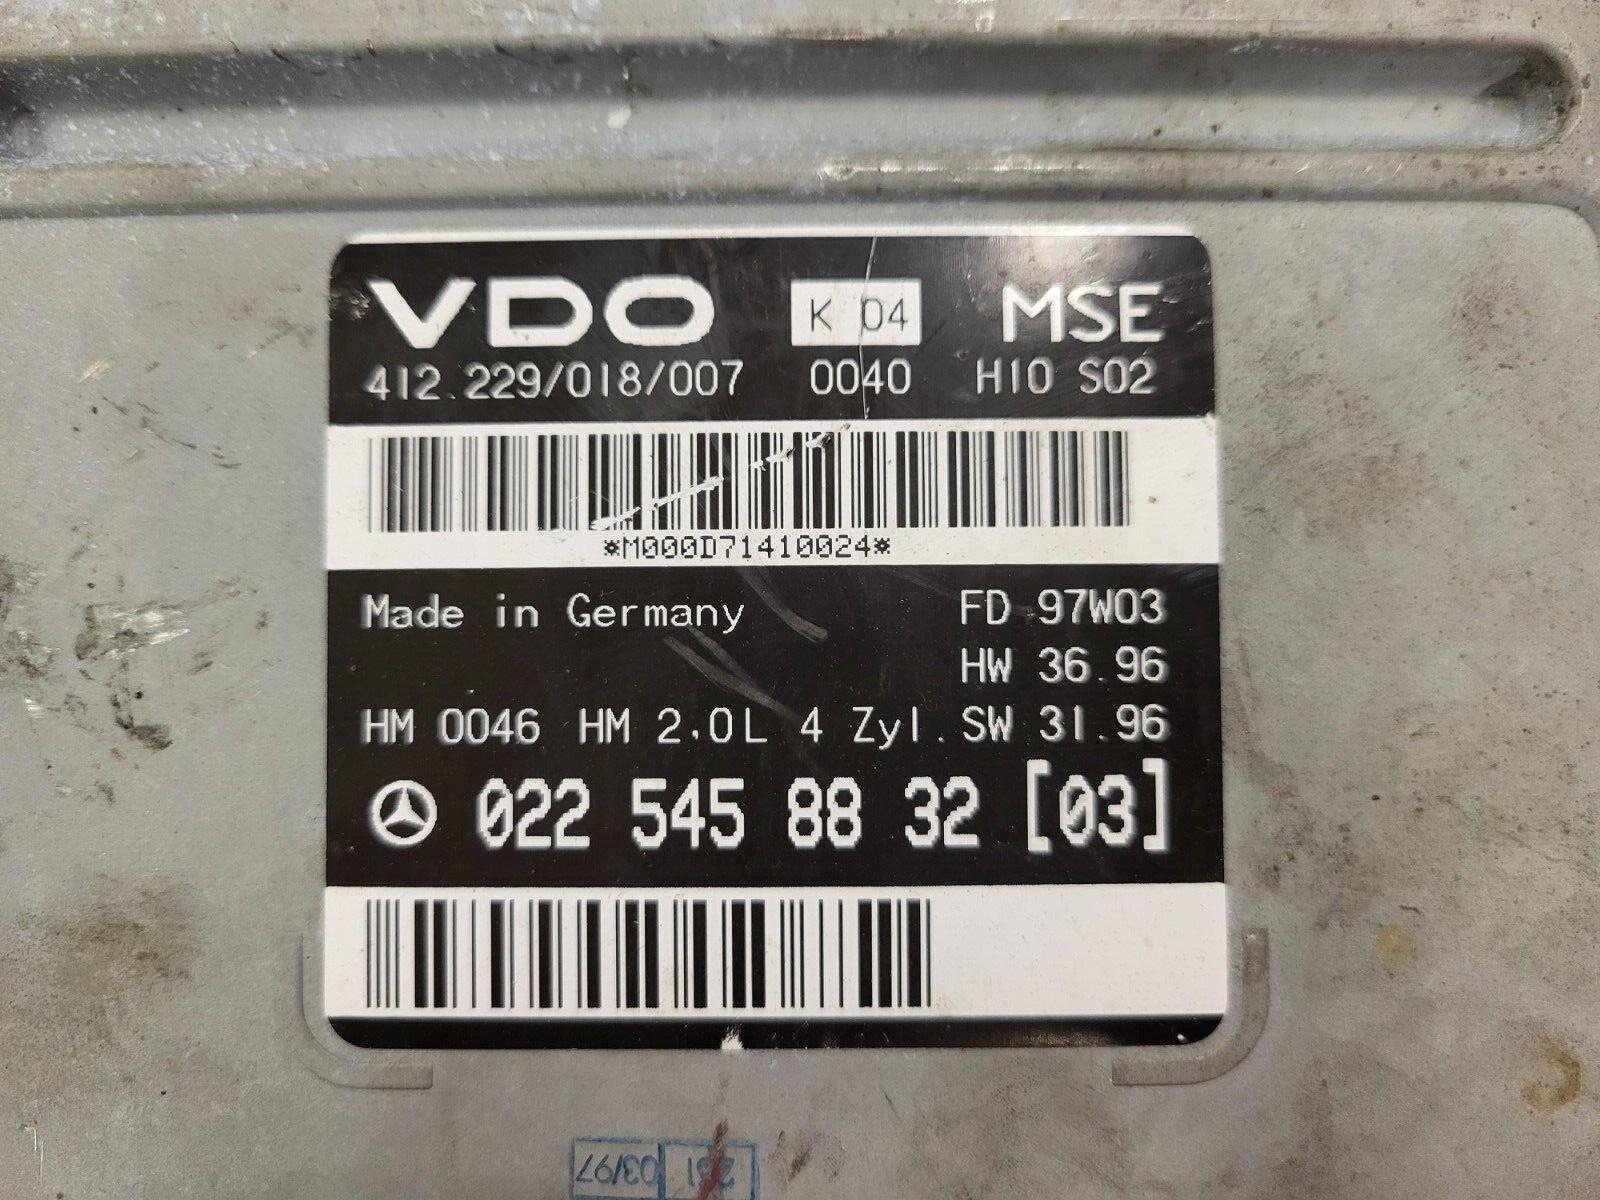 VDO K 04 MSE
412.229/018/007 0040 H10 S02
*M000D71410024*
Made in Germany FD 97W03
HW 36.96
HM 0046 HM 2,0L 4 Zyl. SW 31.96
022 545 88 32 [03]
03/97